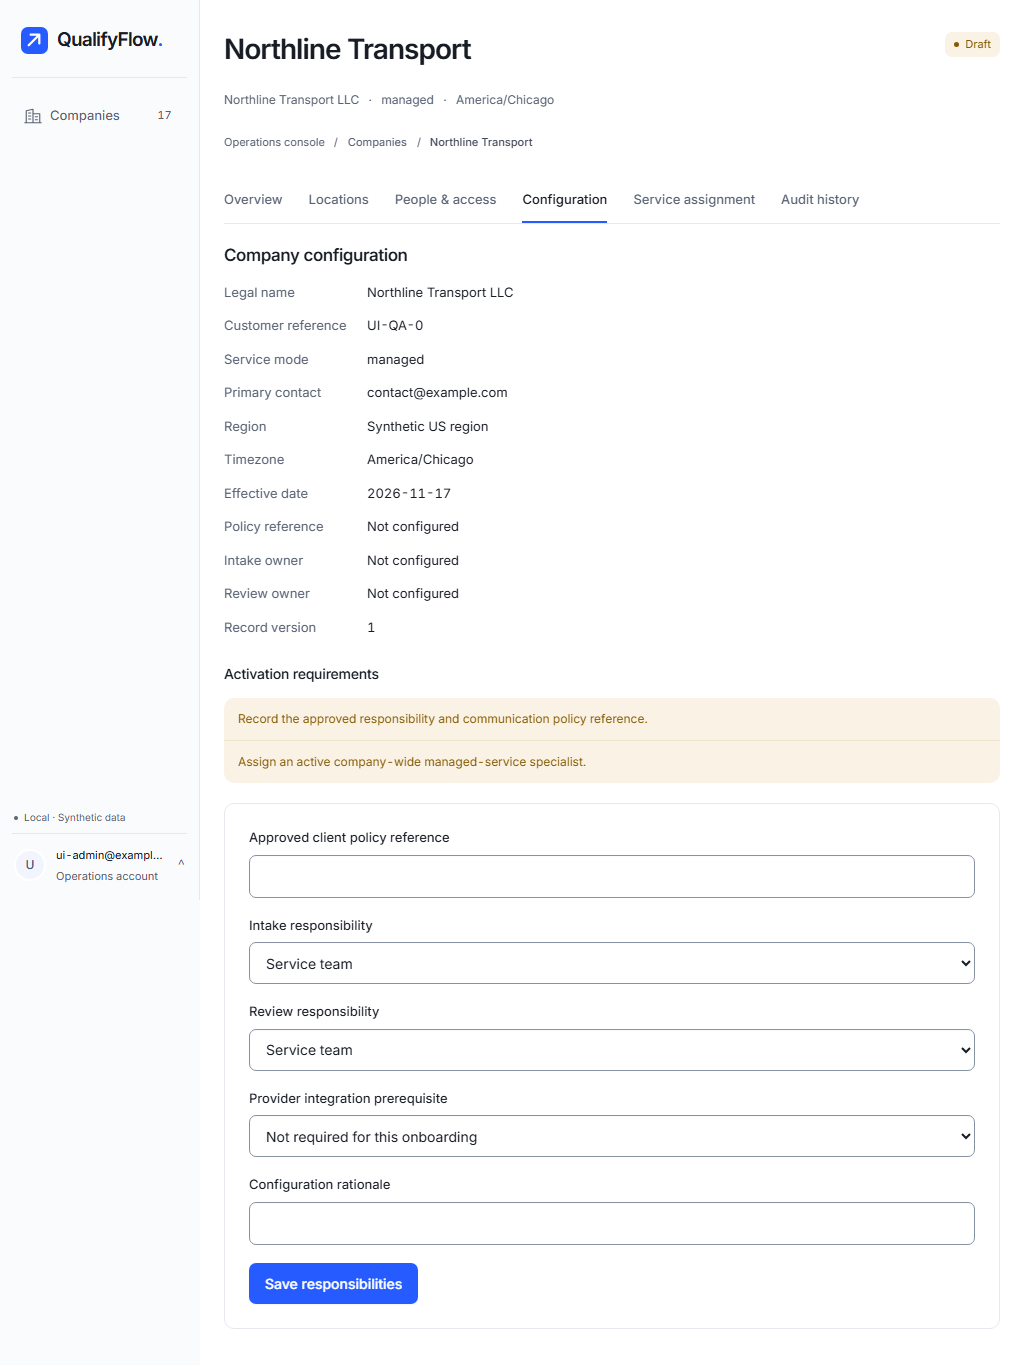 QualifyFlow.
Companies 17
Local · Synthetic data
U
ui-admin@exampl...
Operations account
Northline Transport
Draft
Northline Transport LLC · managed · America/Chicago
Operations console / Companies / Northline Transport
Overview Locations People & access Configuration Service assignment Audit history
Company configuration
Legal name Northline Transport LLC
Customer reference UI-QA-0
Service mode managed
Primary contact contact@example.com
Region Synthetic US region
Timezone America/Chicago
Effective date 2026-11-17
Policy reference Not configured
Intake owner Not configured
Review owner Not configured
Record version 1
Activation requirements
Record the approved responsibility and communication policy reference.
Assign an active company-wide managed-service specialist.
Approved client policy reference
Intake responsibility
Service team
Review responsibility
Service team
Provider integration prerequisite
Not required for this onboarding
Configuration rationale
Save responsibilities